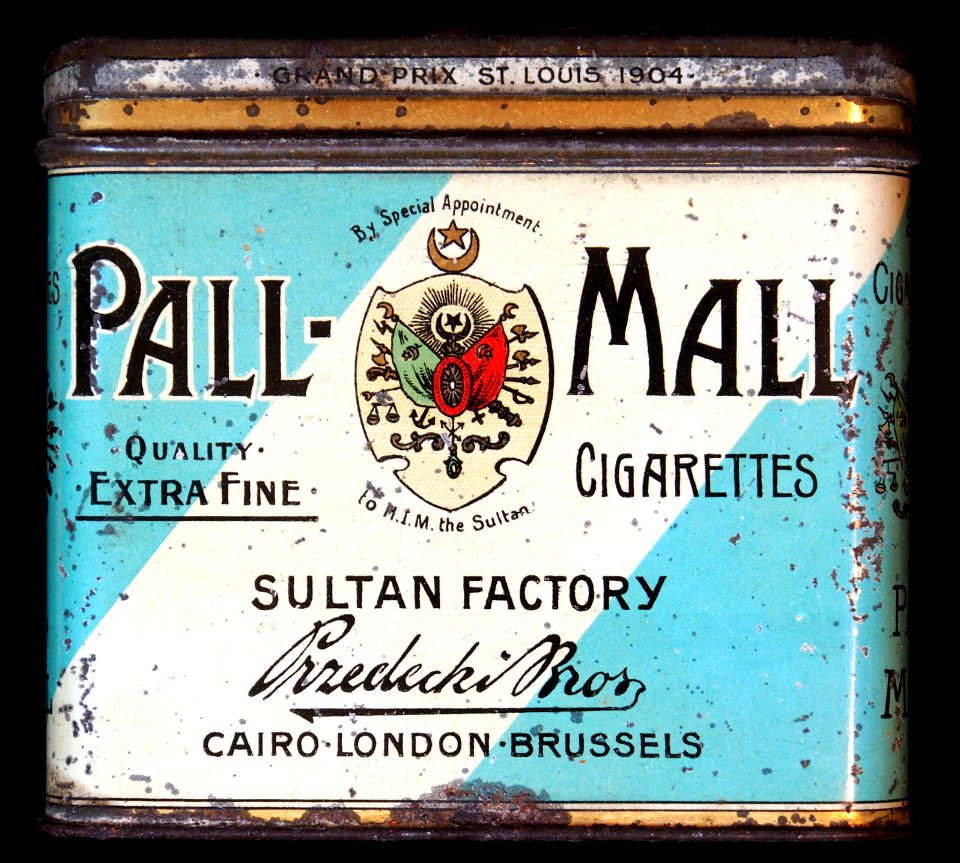 · GRAND·PRIX ST. LOUIS 1904·
By Special Appointment
PALL-MALL
QUALITY·
EXTRA FINE·
CIGARETTES
to H.I.M. the Sultan.
SULTAN FACTORY
Przedecki Bros
CAIRO·LONDON·BRUSSELS